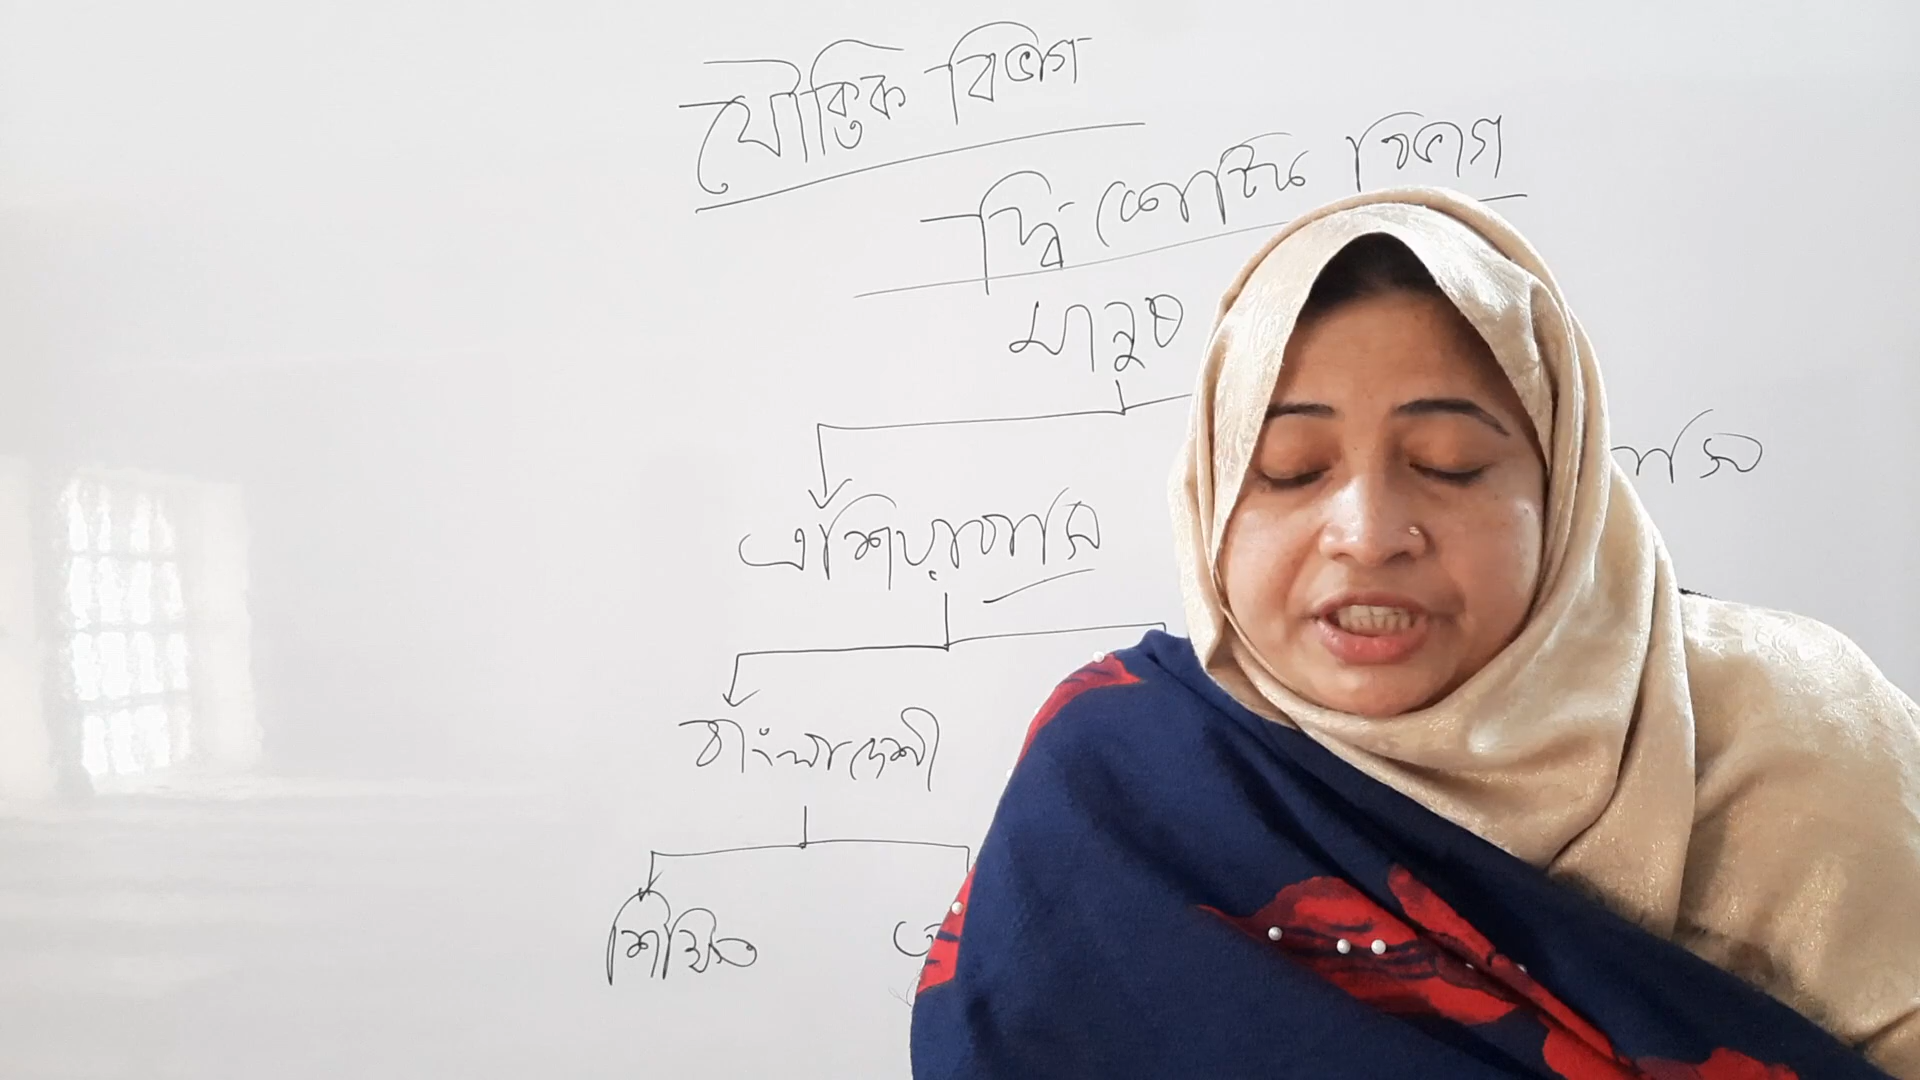 যৌক্তিক বিভাগ
দ্বি-কোটিক বিভাগ
মানুষ
এশিয়াবাসি
বাংলাদেশী
শিক্ষিত